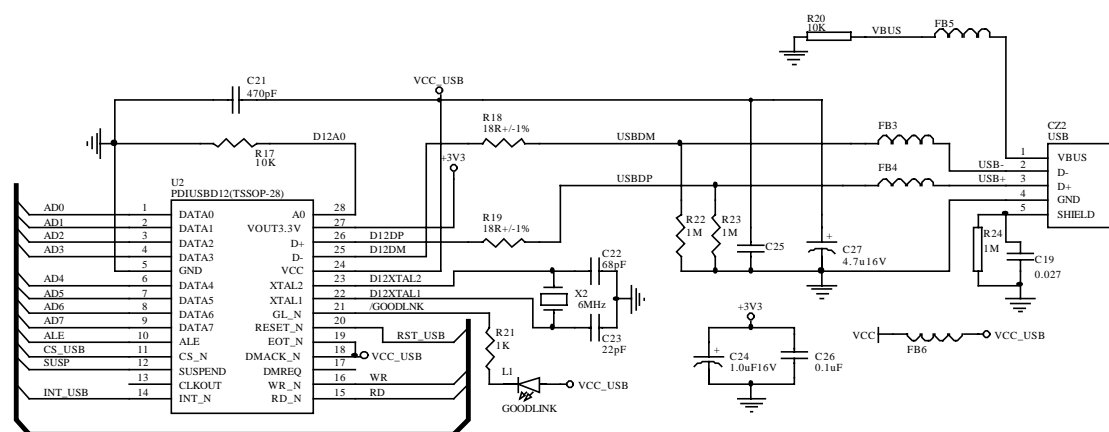 R20
10K
VBUS
FB5
C21
470pF
VCC_USB
R18
18R+/-1%
USBDM
FB3
CZ2
USB
R17
10K
D12A0
+3V3
FB4
USBDP
USB-
USB+
1 VBUS
2 D-
3 D+
4 GND
5 SHIELD
U2
PDIUSBD12(TSSOP-28)
AD0 1 DATA0 A0 28
AD1 2 DATA1 VOUT3.3V 27
AD2 3 DATA2 D+ 26 D12DP
AD3 4 DATA3 D- 25 D12DM
5 GND VCC 24
AD4 6 DATA4 XTAL2 23 D12XTAL2
AD5 7 DATA5 XTAL1 22 D12XTAL1
AD6 8 DATA6 GL_N 21 /GOODLNK
AD7 9 DATA7 RESET_N 20 RST_USB
ALE 10 ALE EOT_N 19
CS_USB 11 CS_N DMACK_N 18 VCC_USB
SUSP 12 SUSPEND DMREQ 17
13 CLKOUT WR_N 16 WR
INT_USB 14 INT_N RD_N 15 RD
R19
18R+/-1%
R22
1M
R23
1M
C25
C27
4.7u16V
R24
1M
C19
0.027
C22
68pF
X2
6MHz
C23
22pF
R21
1K
L1
GOODLINK
VCC_USB
+3V3
C24
1.0uF16V
C26
0.1uF
VCC
FB6
VCC_USB